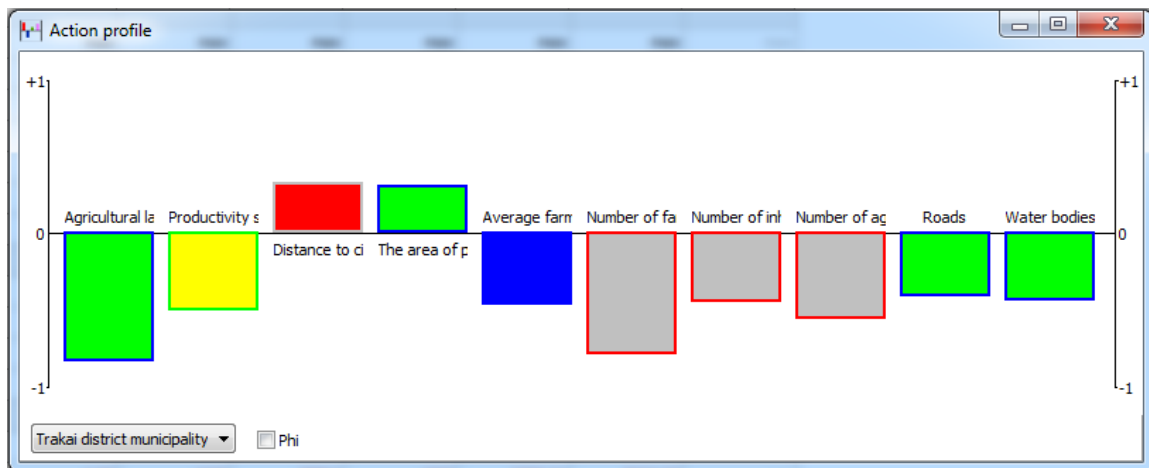 Action profile
+1
+1
Agricultural la
Productivity s
Average farm
Number of fa
Number of inh
Number of ag
Roads
Water bodies
0
0
Distance to ci
The area of p
-1
-1
Trakai district municipality
Phi